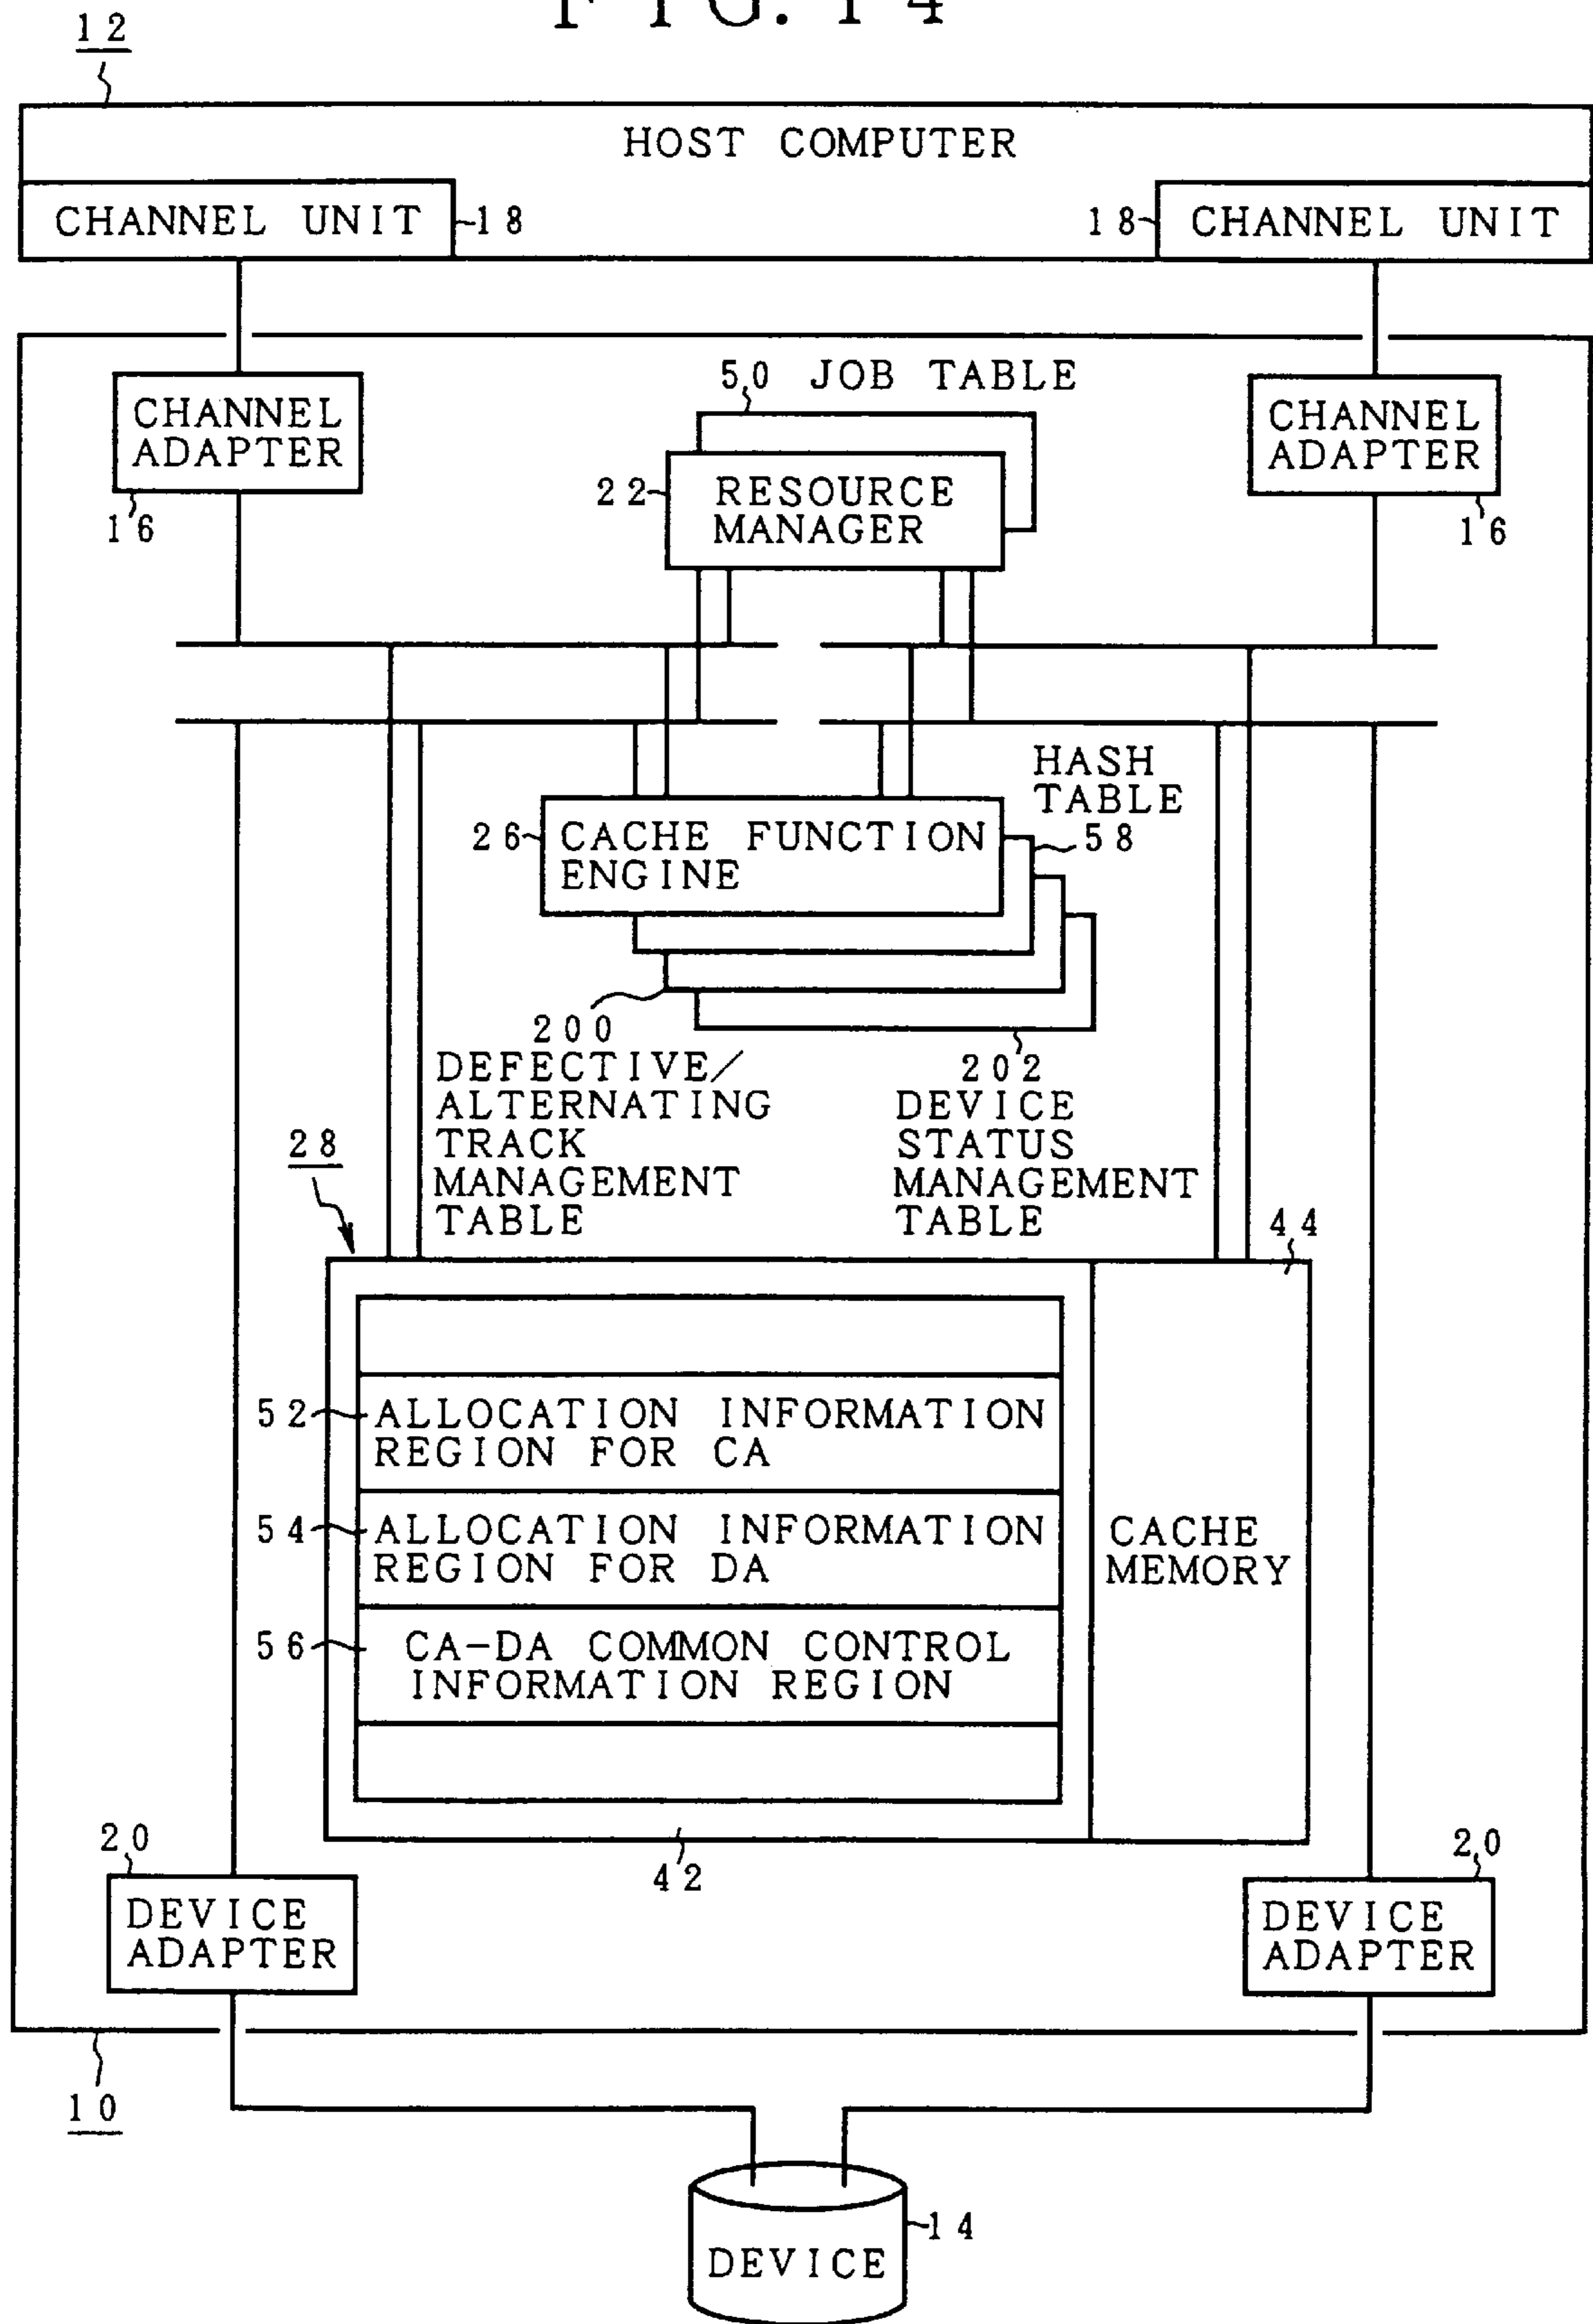 FIG. 14
12
HOST COMPUTER
CHANNEL UNIT
18
18
CHANNEL UNIT
50 JOB TABLE
CHANNEL
ADAPTER
16
22
RESOURCE
MANAGER
CHANNEL
ADAPTER
16
HASH
TABLE
58
26
CACHE FUNCTION
ENGINE
200
DEFECTIVE/
ALTERNATING
TRACK
MANAGEMENT
TABLE
202
DEVICE
STATUS
MANAGEMENT
TABLE
28
44
52
ALLOCATION INFORMATION
REGION FOR CA
54
ALLOCATION INFORMATION
REGION FOR DA
56
CA-DA COMMON CONTROL
INFORMATION REGION
CACHE
MEMORY
42
20
DEVICE
ADAPTER
20
DEVICE
ADAPTER
10
14
DEVICE